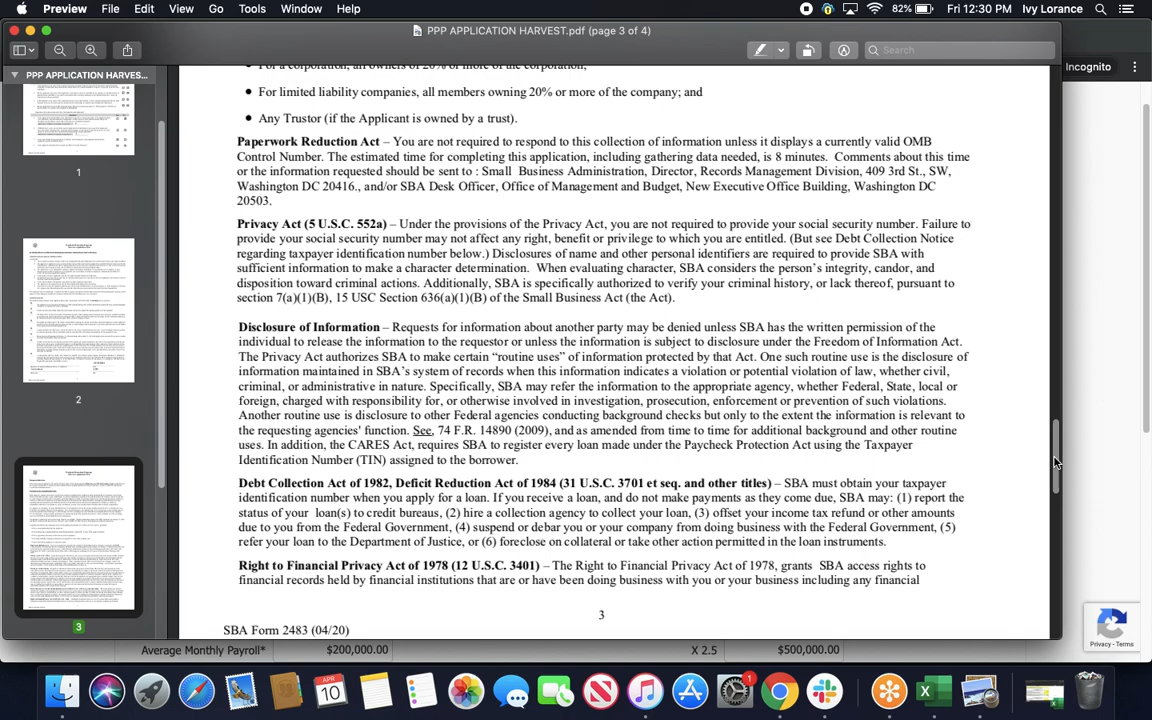 Preview File Edit View Go Tools Window Help 82% Fri 12:30 PM Ivy Lorance
PPP APPLICATION HARVEST.pdf (page 3 of 4)
Search
PPP APPLICATION HARVES...
Incognito
For a corporation, all owners of 20% or more of the corporation;
For limited liability companies, all members owning 20% or more of the company; and
Any Trustor (if the Applicant is owned by a trust).
Paperwork Reduction Act – You are not required to respond to this collection of information unless it displays a currently valid OMB
Control Number. The estimated time for completing this application, including gathering data needed, is 8 minutes. Comments about this time
or the information requested should be sent to : Small Business Administration, Director, Records Management Division, 409 3rd St., SW,
Washington DC 20416., and/or SBA Desk Officer, Office of Management and Budget, New Executive Office Building, Washington DC
20503.
Privacy Act (5 U.S.C. 552a) – Under the provisions of the Privacy Act, you are not required to provide your social security number. Failure to
provide your social security number may not affect any right, benefit or privilege to which you are entitled. (But see Debt Collection Notice
regarding taxpayer identification number below.) Disclosures of name and other personal identifiers are required to provide SBA with
sufficient information to make a character determination. When evaluating character, SBA considers the person's integrity, candor, and
disposition toward criminal actions. Additionally, SBA is specifically authorized to verify your criminal history, or lack thereof, pursuant to
section 7(a)(1)(B), 15 USC Section 636(a)(1)(B) of the Small Business Act (the Act).
Disclosure of Information – Requests for information about another party may be denied unless SBA has the written permission of the
individual to release the information to the requestor or unless the information is subject to disclosure under the Freedom of Information Act.
The Privacy Act authorizes SBA to make certain “routine uses” of information protected by that Act. One such routine use is the disclosure of
information maintained in SBA's system of records when this information indicates a violation or potential violation of law, whether civil,
criminal, or administrative in nature. Specifically, SBA may refer the information to the appropriate agency, whether Federal, State, local or
foreign, charged with responsibility for, or otherwise involved in investigation, prosecution, enforcement or prevention of such violations.
Another routine use is disclosure to other Federal agencies conducting background checks but only to the extent the information is relevant to
the requesting agencies' function. See, 74 F.R. 14890 (2009), and as amended from time to time for additional background and other routine
uses. In addition, the CARES Act, requires SBA to register every loan made under the Paycheck Protection Act using the Taxpayer
Identification Number (TIN) assigned to the borrower.
Debt Collection Act of 1982, Deficit Reduction Act of 1984 (31 U.S.C. 3701 et seq. and other titles) – SBA must obtain your taxpayer
identification number when you apply for a loan. If you receive a loan, and do not make payments as they come due, SBA may: (1) report the
status of your loan(s) to credit bureaus, (2) hire a collection agency to collect your loan, (3) offset your income tax refund or other amounts
due to you from the Federal Government, (4) suspend or debar you or your company from doing business with the Federal Government, (5)
refer your loan to the Department of Justice, or (6) foreclose on collateral or take other action permitted in the loan instruments.
Right to Financial Privacy Act of 1978 (12 U.S.C. 3401) – The Right to Financial Privacy Act of 1978, grants SBA access rights to
financial records held by financial institutions that are or have been doing business with you or your business including any financial
3
SBA Form 2483 (04/20)
1
2
3
Privacy - Terms
Average Monthly Payroll* $200,000.00 X 2.5 $500,000.00
APR
10
1